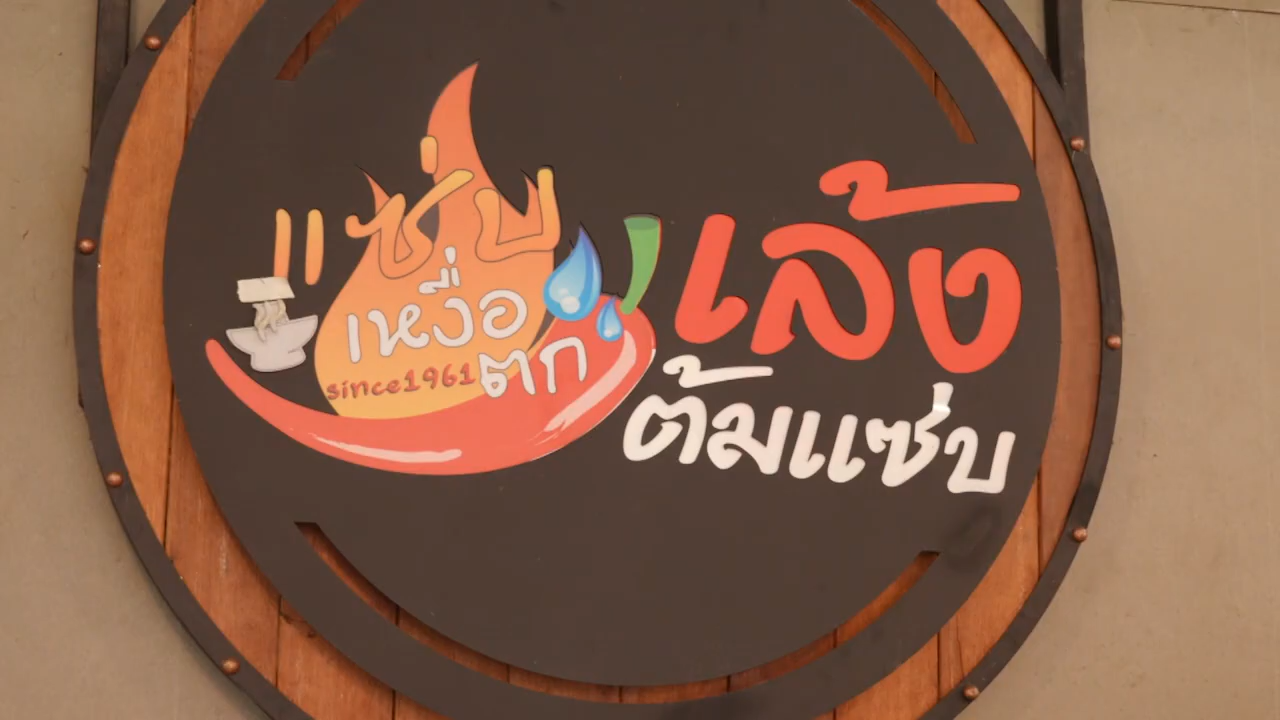 แซ่บ
เหงื่อ
ตก
since1961
เล้ง
ต้มแซ่บ